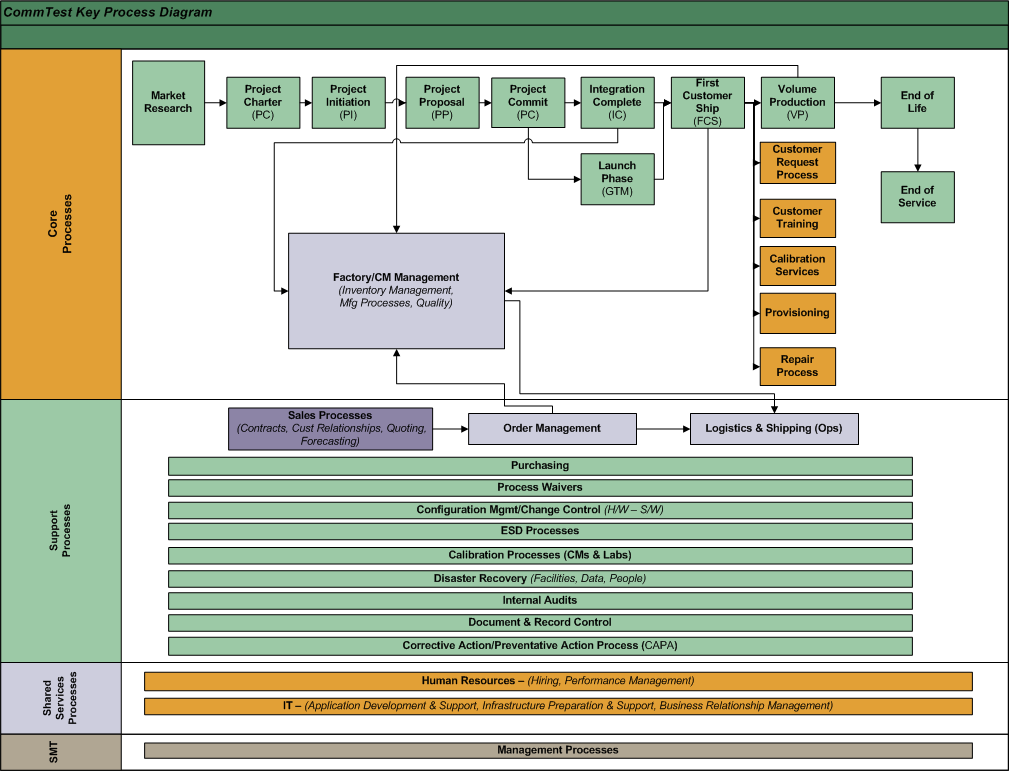 CommTest Key Process Diagram
Core
Processes
Market
Research
Project
Charter
(PC)
Project
Initiation
(PI)
Project
Proposal
(PP)
Project
Commit
(PC)
Integration
Complete
(IC)
First
Customer
Ship
(FCS)
Volume
Production
(VP)
End of
Life
Launch
Phase
(GTM)
Customer
Request
Process
End of
Service
Customer
Training
Calibration
Services
Provisioning
Repair
Process
Factory/CM Management
(Inventory Management,
Mfg Processes, Quality)
Support
Processes
Sales Processes
(Contracts, Cust Relationships, Quoting,
Forecasting)
Order Management
Logistics & Shipping (Ops)
Purchasing
Process Waivers
Configuration Mgmt/Change Control (H/W – S/W)
ESD Processes
Calibration Processes (CMs & Labs)
Disaster Recovery (Facilities, Data, People)
Internal Audits
Document & Record Control
Corrective Action/Preventative Action Process (CAPA)
Shared
Services
Processes
Human Resources – (Hiring, Performance Management)
IT – (Application Development & Support, Infrastructure Preparation & Support, Business Relationship Management)
SMT
Management Processes